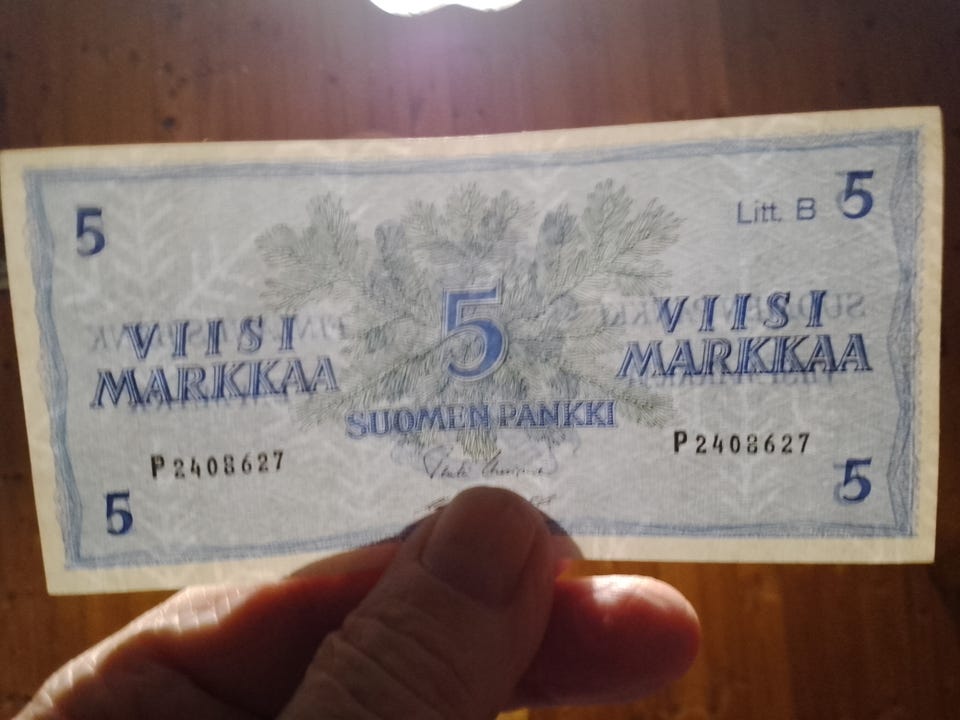 5
Litt. B 5
VIISI
MARKKAA
5
VIISI
MARKKAA
SUOMEN PANKKI
P2408627
P2408627
5
5